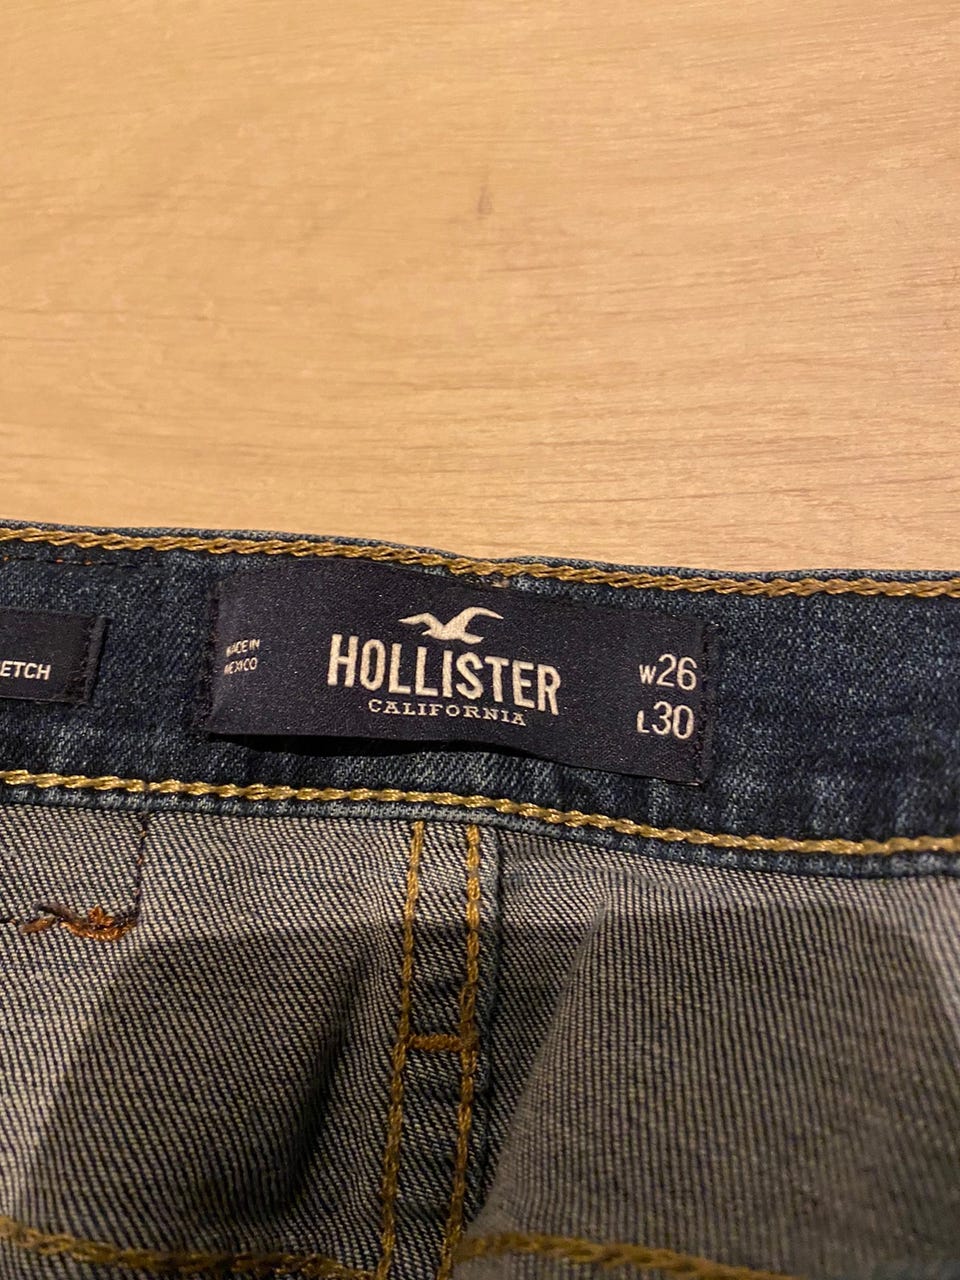 ETCH
MADE IN
MEXICO
HOLLISTER
CALIFORNIA
W26
L30